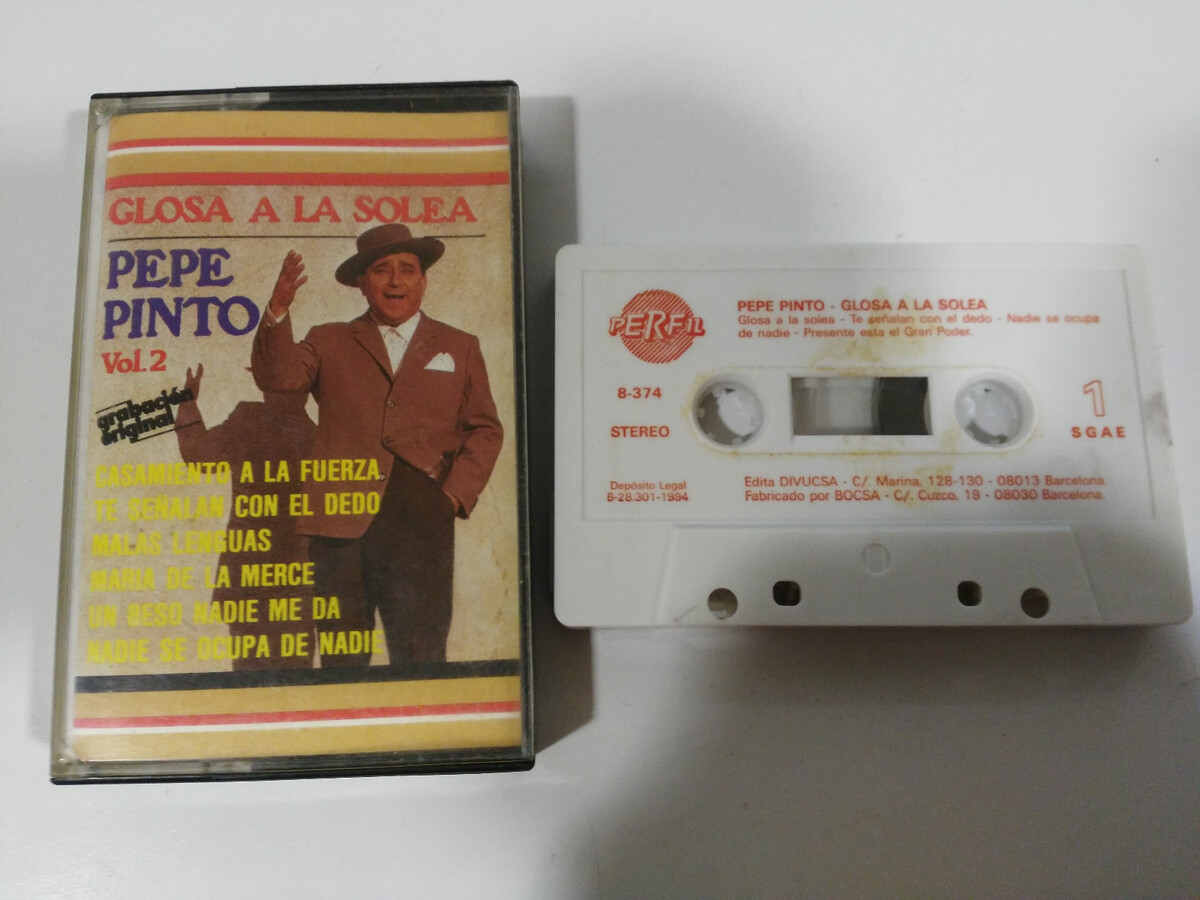 GLOSA A LA SOLEA
PEPE
PINTO
Vol. 2
grabación
original
CASAMIENTO A LA FUERZA
TE SEÑALAN CON EL DEDO
MALAS LENGUAS
MARIA DE LA MERCE
UN BESO NADIE ME DA
NADIE SE OCUPA DE NADIE
PERFIL
PEPE PINTO - GLOSA A LA SOLEA
Glosa a la solea - Te señalan con el dedo - Nadie se ocupa
de nadie - Presente esta el Gran Poder.
8-374
STEREO
1
SGAE
Depósito Legal
B-28.301-1994
Edita DIVUCSA - C/. Marina, 128-130 - 08013 Barcelona.
Fabricado por BOCSA - C/. Cuzco, 19 - 08030 Barcelona.